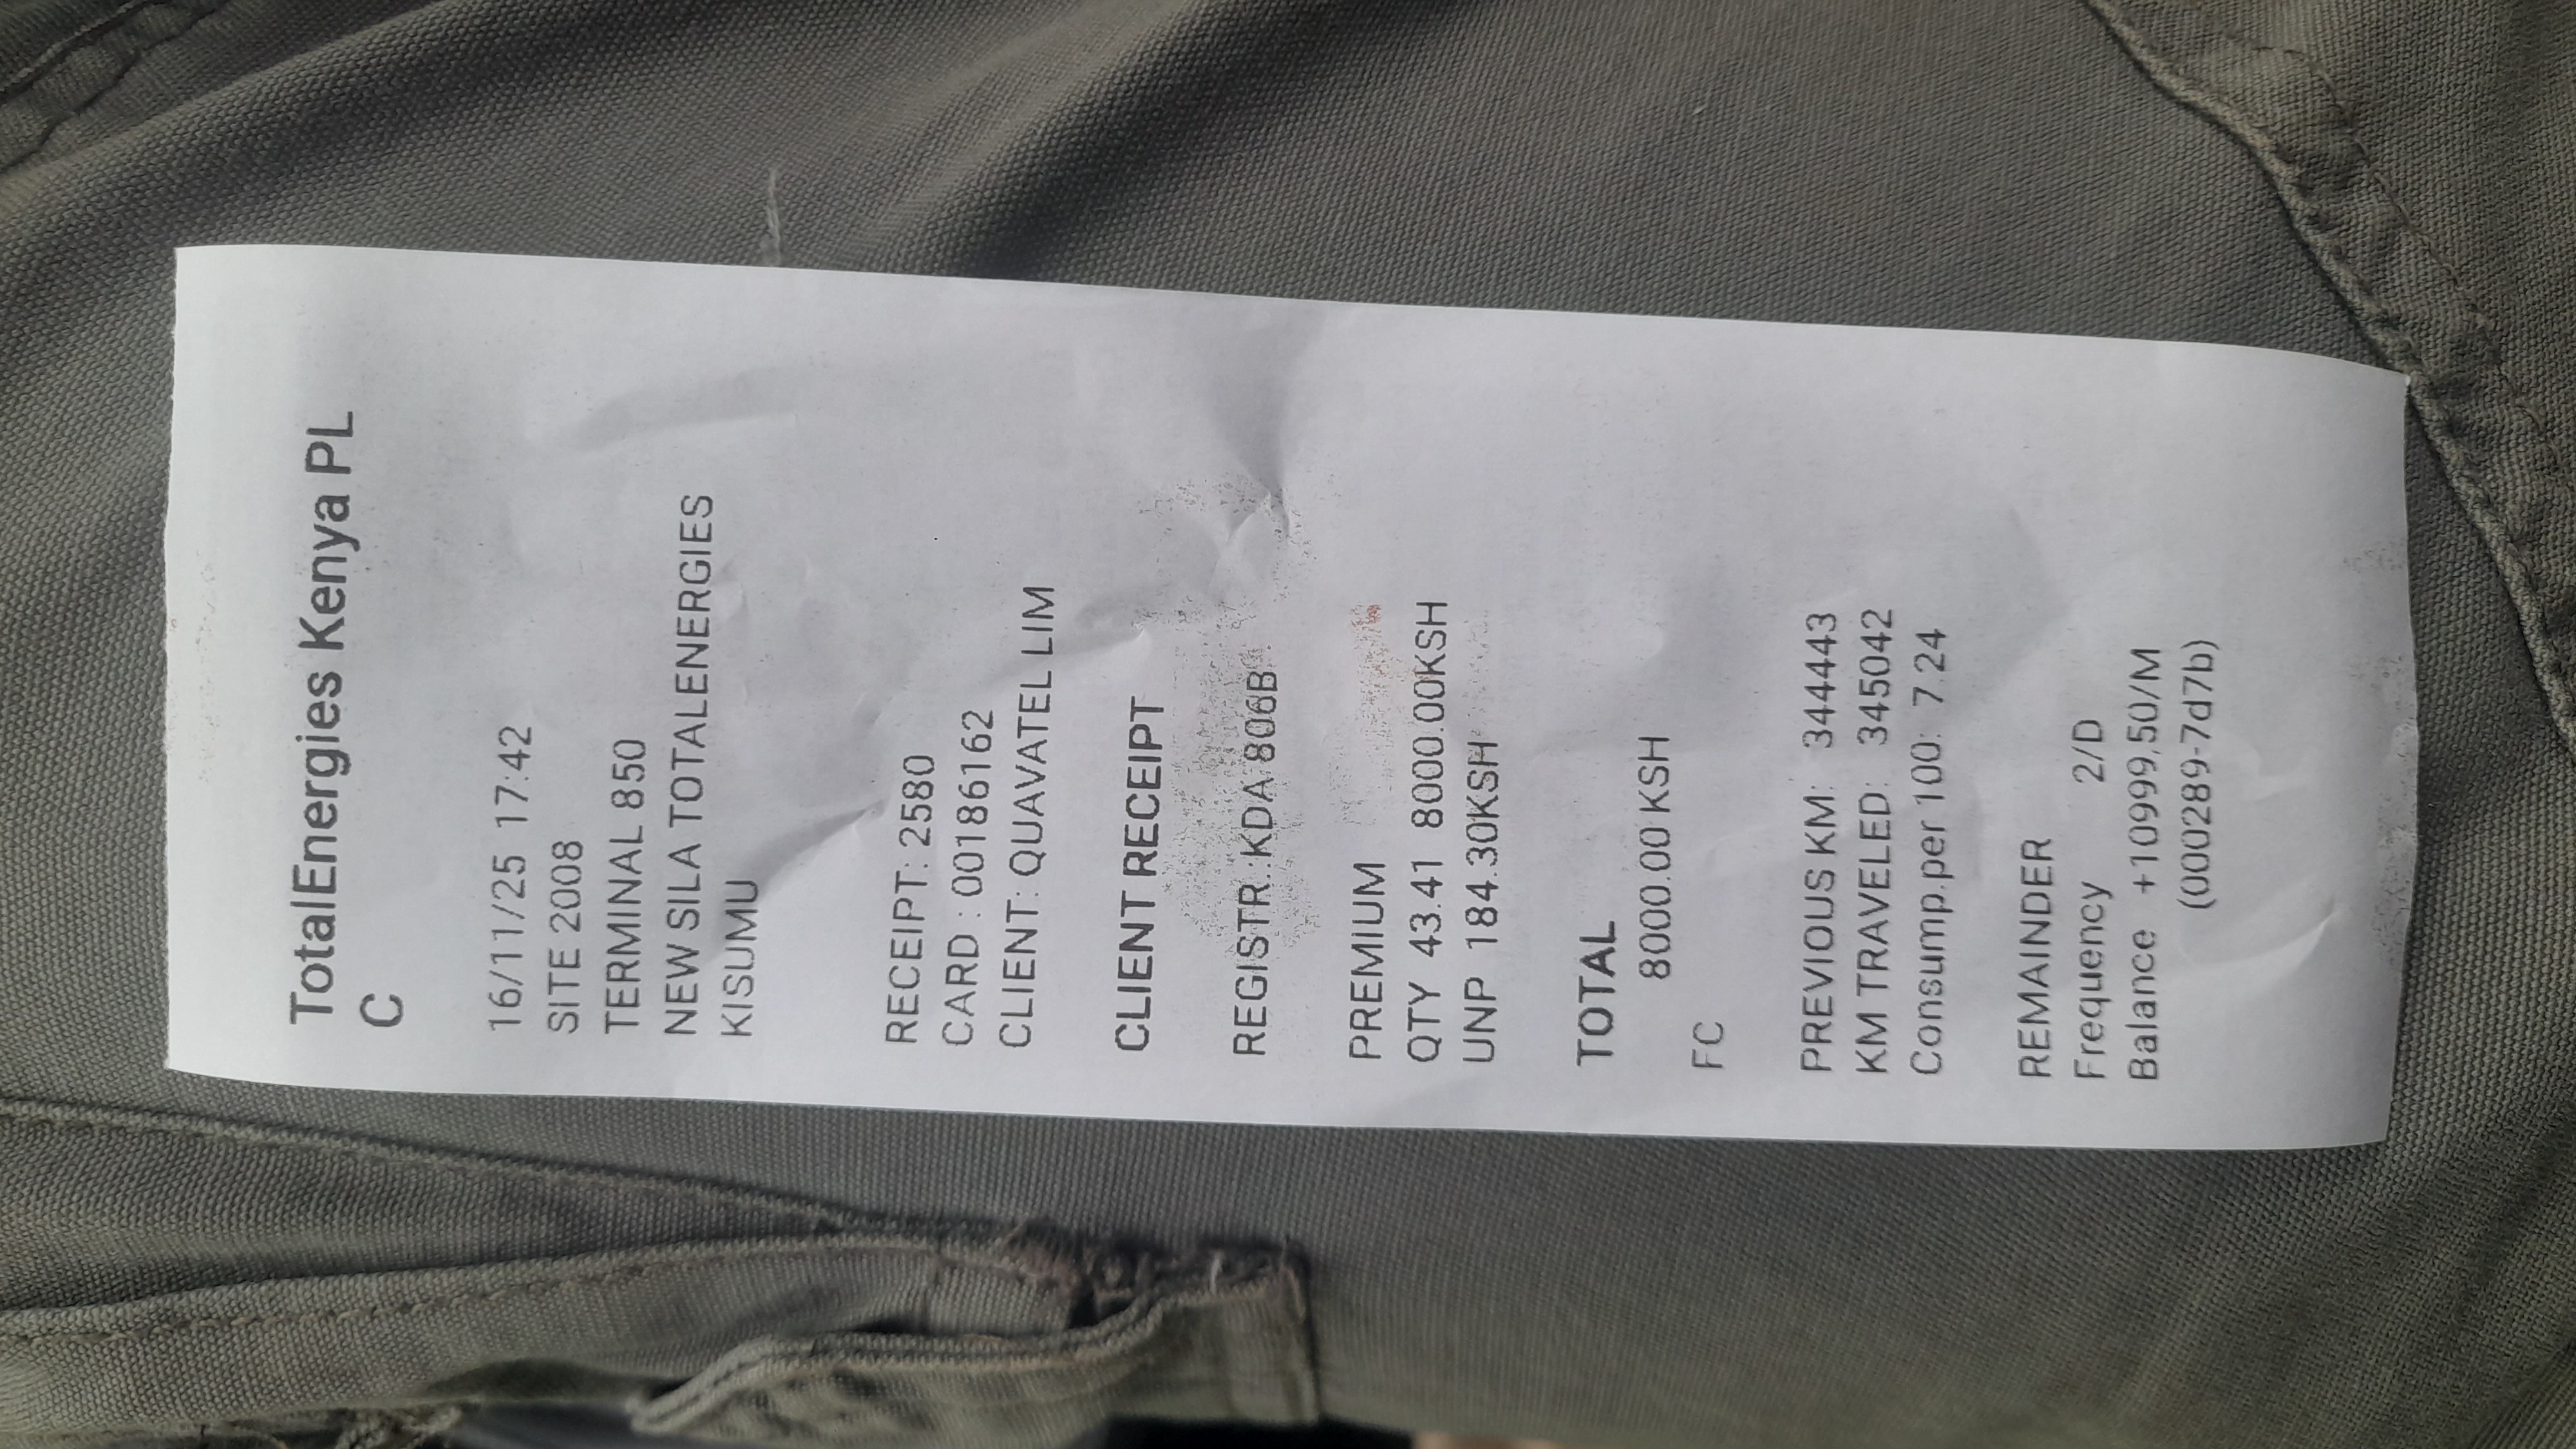 TotalEnergies Kenya PL
C
16/11/25 17:42
SITE 2008
TERMINAL 850
NEW SILA TOTALENERGIES
KISUMU
RECEIPT: 2580
CARD : 00186162
CLIENT: QUAVATEL LIM
CLIENT RECEIPT
REGISTR.:KDA 806B
PREMIUM
QTY 43.41 8000.00KSH
UNP 184.30KSH
TOTAL
8000.00 KSH
FC
PREVIOUS KM: 344443
KM TRAVELED: 345042
Consump.per 100: 7.24
REMAINDER
Frequency 2/D
Balance +10999,50/M
(000289-7d7b)